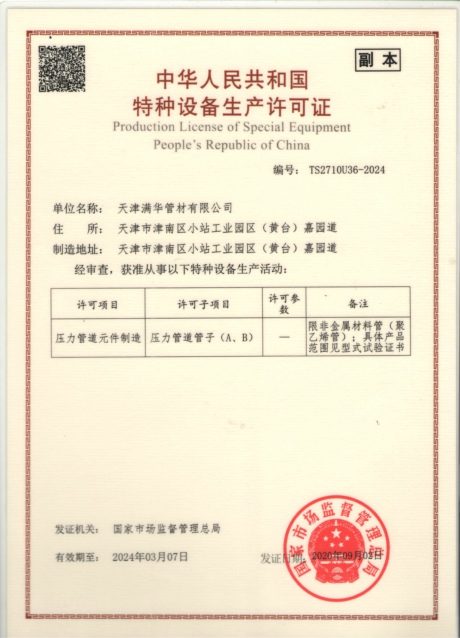 副本
中华人民共和国
特种设备生产许可证
Production License of Special Equipment
People's Republic of China
编号: TS2710U36-2024
单位名称: 天津满华管材有限公司
住 所: 天津市津南区小站工业园区(黄台)嘉园道
制造地址: 天津市津南区小站工业园区(黄台)嘉园道
经审查, 获准从事以下特种设备生产活动:
许可项目 许可子项目 许可参数 备注
压力管道元件制造 压力管道管子(A、B) — 限非金属材料管(聚乙烯管); 具体产品范围见型式试验证书
发证机关: 国家市场监督管理总局
有效期至: 2024年03月07日
发证日期: 2020年09月03日
国家市场监督管理总局